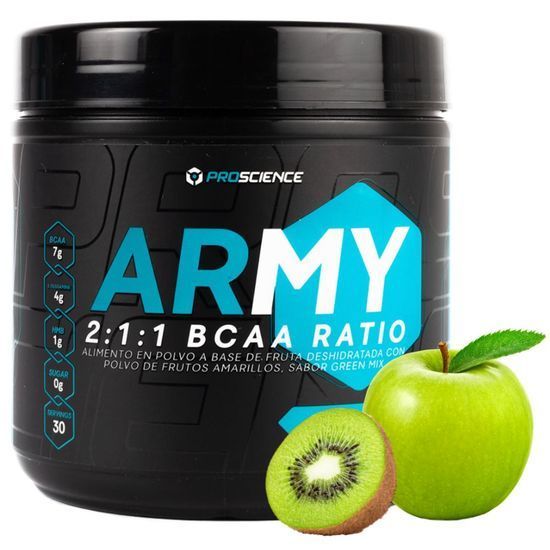 PROSCIENCE
ARMY
2:1:1 BCAA RATIO
ALIMENTO EN POLVO A BASE DE FRUTA DESHIDRATADA CON
POLVO DE FRUTOS AMARILLOS, SABOR GREEN MIX
BCAA
7g
4g
HMB
1g
SUGAR
0g
SERVINGS
30